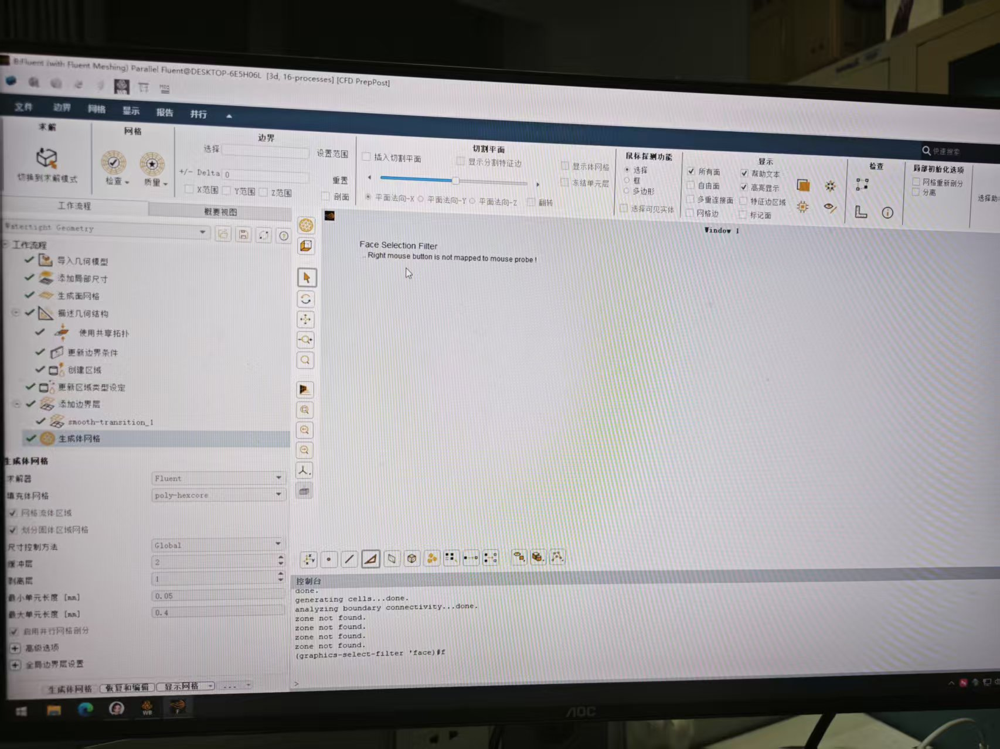 Fluent (with Fluent Meshing) Parallel Fluent@DESKTOP-6E5H06L [3d, 16-processes] [CFD PrepPost]
文件 边界 网格 显示 报告 并行
快速搜索
求解
切换到求解模式
网格
检查
质量
边界
选择
设置范围
+/- Delta 0
重置
X范围 Y范围 Z范围
剖面
切割平面
插入切割平面
显示分割特征边
显示体网格
冻结单元层
平面法向-X 平面法向-Y 平面法向-Z 翻转
鼠标探测功能
选择
框
多边形
选择可见实体
显示
所有面 帮助文本
自由面 高亮显示
多重连接面 特征边区域
网格边 标记面
检查
局部初始化选项
网格重新剖分
分离
选择助
工作流程
概要视图
Watertight Geometry
工作流程
导入几何模型
添加局部尺寸
生成面网格
描述几何结构
使用共享拓扑
更新边界条件
创建区域
更新区域类型设定
添加边界层
smooth-transition_1
生成体网格
生成体网格
求解器 Fluent
填充体网格 poly-hexcore
网格流体区域
划分固体区域网格
尺寸控制方法 Global
缓冲层 2
剥离层 1
最小单元长度 [mm] 0.05
最大单元长度 [mm] 0.4
启用并行网格剖分
高级选项
全局边界层设置
生成体网格 恢复和编辑 显示网格 ...
Window 1
Face Selection Filter
.. Right mouse button is not mapped to mouse probe !
控制台
done.
generating cells...done.
analyzing boundary connectivity...done.
zone not found.
zone not found.
zone not found.
zone not found.
(graphics-select-filter 'face)#f
>
WB
F
AOC